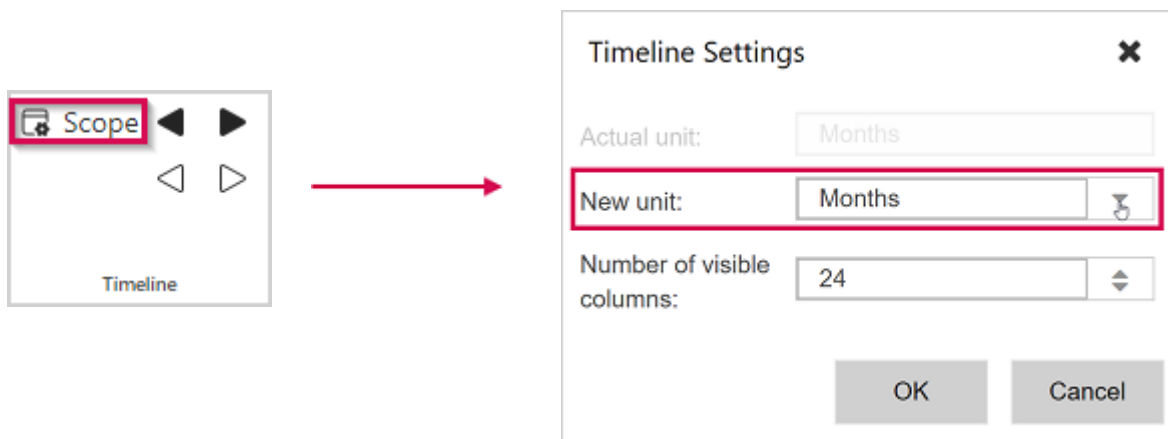 Scope
Timeline
Timeline Settings
Actual unit: Months
New unit: Months
Number of visible
columns:
24
OK Cancel